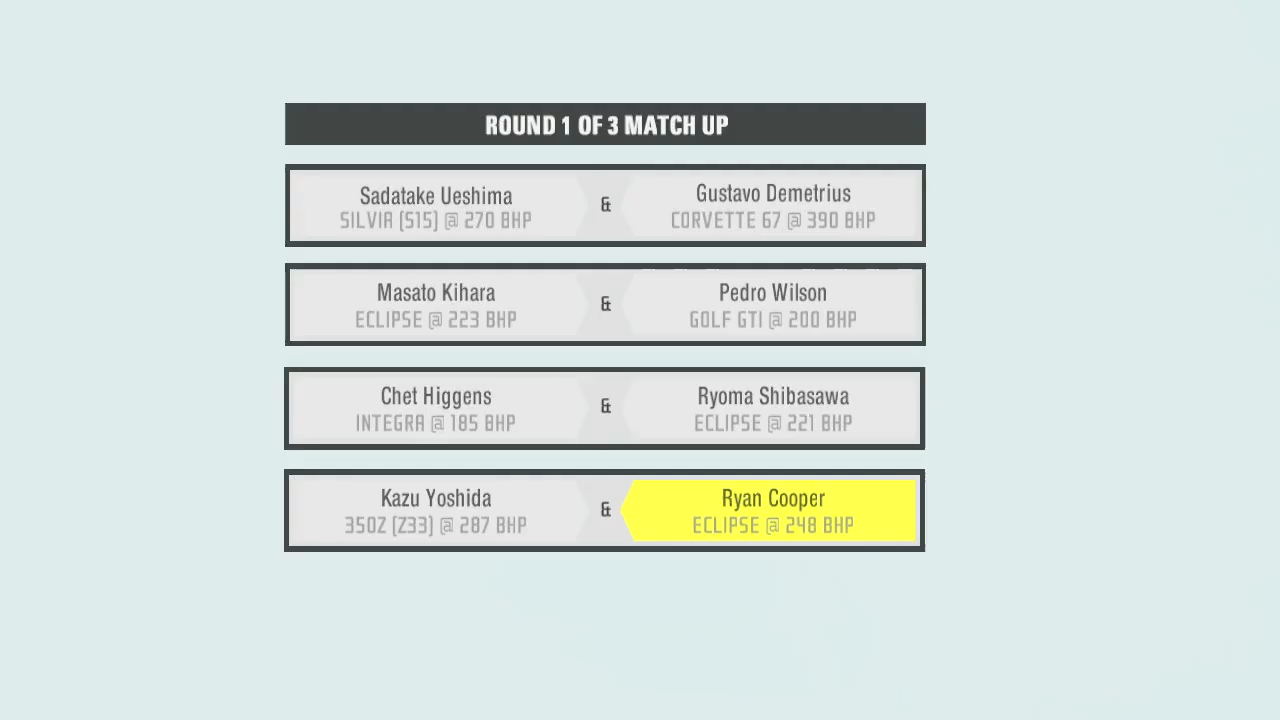 ROUND 1 OF 3 MATCH UP
Sadatake Ueshima & Gustavo Demetrius
SILVIA (S15) @ 270 BHP CORVETTE 67 @ 390 BHP
Masato Kihara & Pedro Wilson
ECLIPSE @ 223 BHP GOLF GTI @ 200 BHP
Chet Higgens & Ryoma Shibasawa
INTEGRA @ 185 BHP ECLIPSE @ 221 BHP
Kazu Yoshida & Ryan Cooper
350Z (Z33) @ 287 BHP ECLIPSE @ 248 BHP